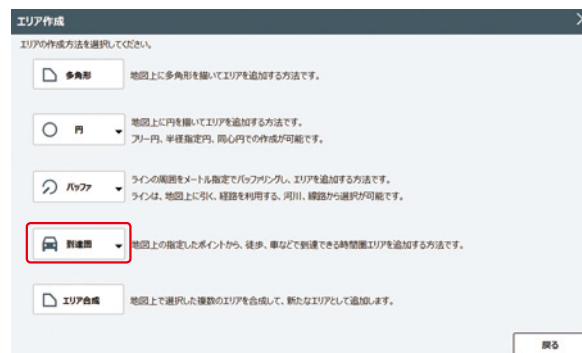 エリア作成
エリアの作成方法を選択してください。
多角形
地図上に多角形を描いてエリアを追加する方法です。
円
地図上に円を描いてエリアを追加する方法です。
フリー円、半径指定円、同心円での作成が可能です。
バッファ
ラインの周囲をメートル指定でバッファリングし、エリアを追加する方法です。
ラインは、地図上に引く、経路を利用する、河川、線路から選択が可能です。
到達圏
地図上の指定したポイントから、徒歩、車などで到達できる時間圏エリアを追加する方法です。
エリア合成
地図上で選択した複数のエリアを合成して、新たなエリアとして追加します。
戻る